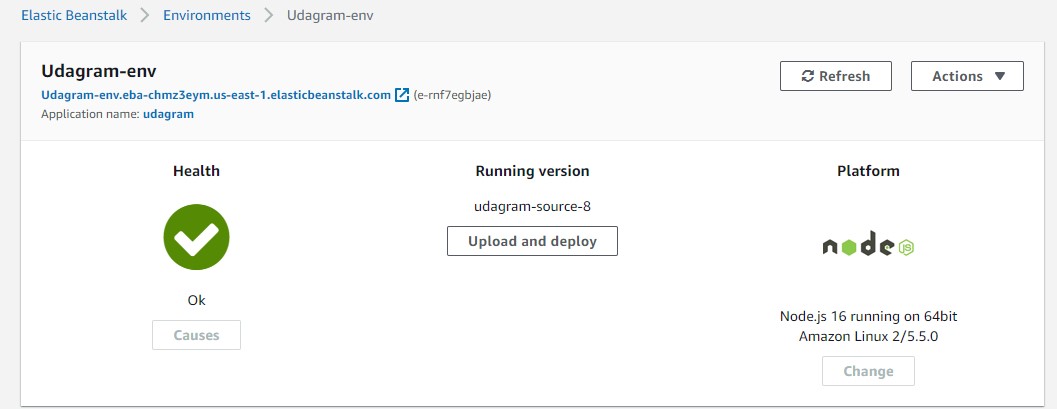 Elastic Beanstalk > Environments > Udagram-env
Udagram-env
Refresh
Actions
Udagram-env.eba-chmz3eym.us-east-1.elasticbeanstalk.com (e-rnf7egbjae)
Application name: udagram
Health
Ok
Causes
Running version
udagram-source-8
Upload and deploy
Platform
node JS
Node.js 16 running on 64bit
Amazon Linux 2/5.5.0
Change